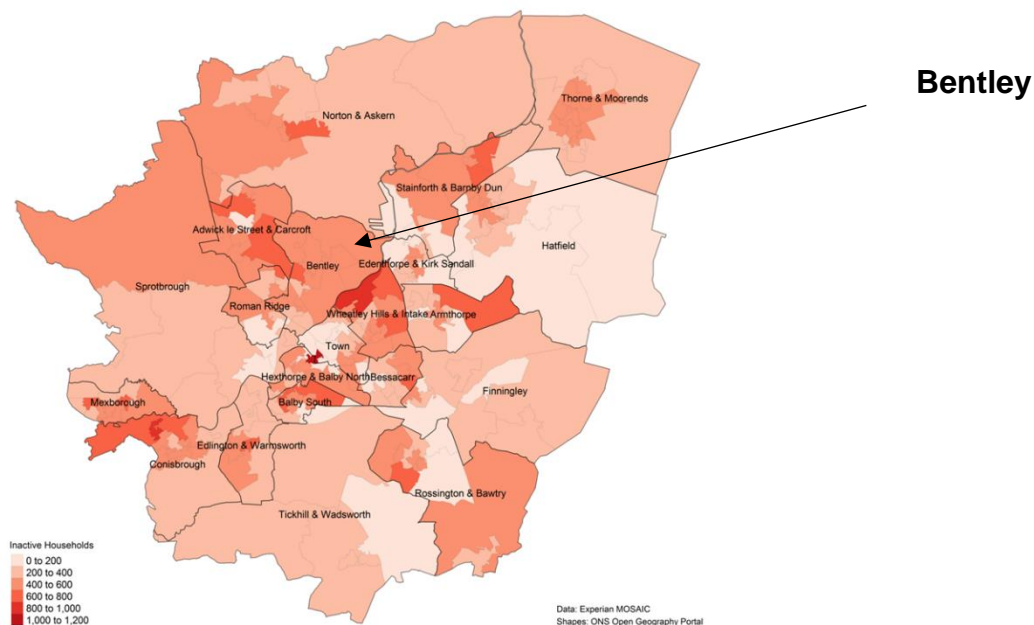 Bentley
Thorne & Moorends
Norton & Askern
Stainforth & Barnby Dun
Adwick le Street & Carcroft
Hatfield
Bentley
Edenthorpe & Kirk Sandall
Sprotbrough
Roman Ridge
Wheatley Hills & Intake
Armthorpe
Town
Hexthorpe & Balby North
Bessacarr
Finningley
Mexborough
Balby South
Edlington & Warmsworth
Conisbrough
Rossington & Bawtry
Tickhill & Wadsworth
Inactive Households
0 to 200
200 to 400
400 to 600
600 to 800
800 to 1,000
1,000 to 1,200
Data: Experian MOSAIC
Shapes: ONS Open Geography Portal